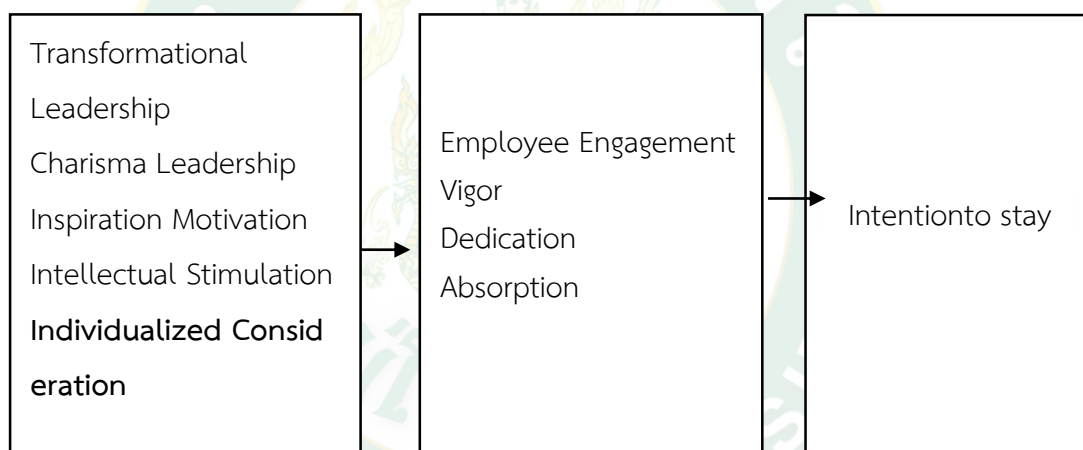 Transformational
Leadership
Charisma Leadership
Inspiration Motivation
Intellectual Stimulation
Individualized Consid
eration
Employee Engagement
Vigor
Dedication
Absorption
Intentionto stay